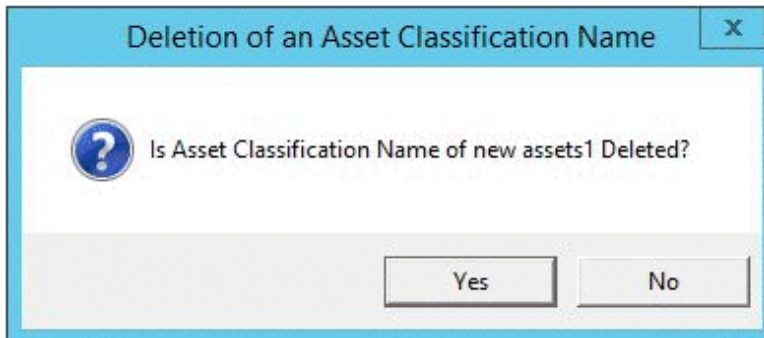 Deletion of an Asset Classification Name
x
Is Asset Classification Name of new assets1 Deleted?
Yes
No